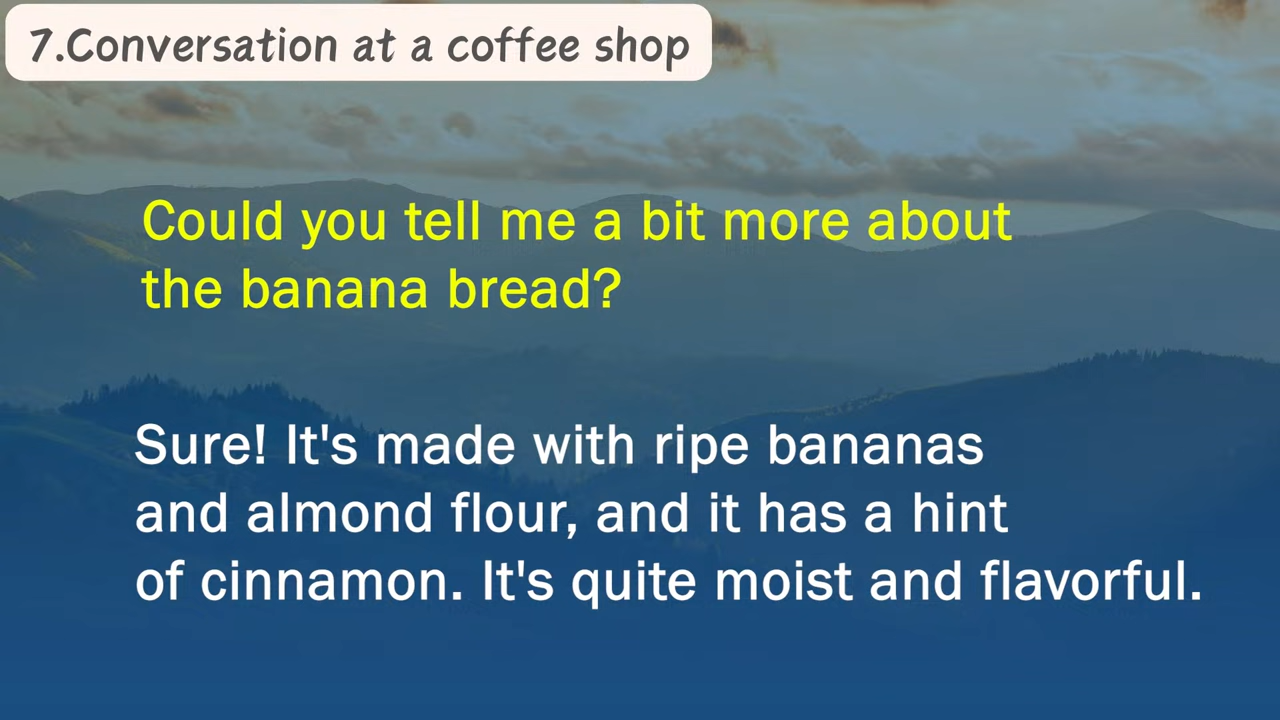 7.Conversation at a coffee shop
Could you tell me a bit more about
the banana bread?
Sure! It's made with ripe bananas
and almond flour, and it has a hint
of cinnamon. It's quite moist and flavorful.